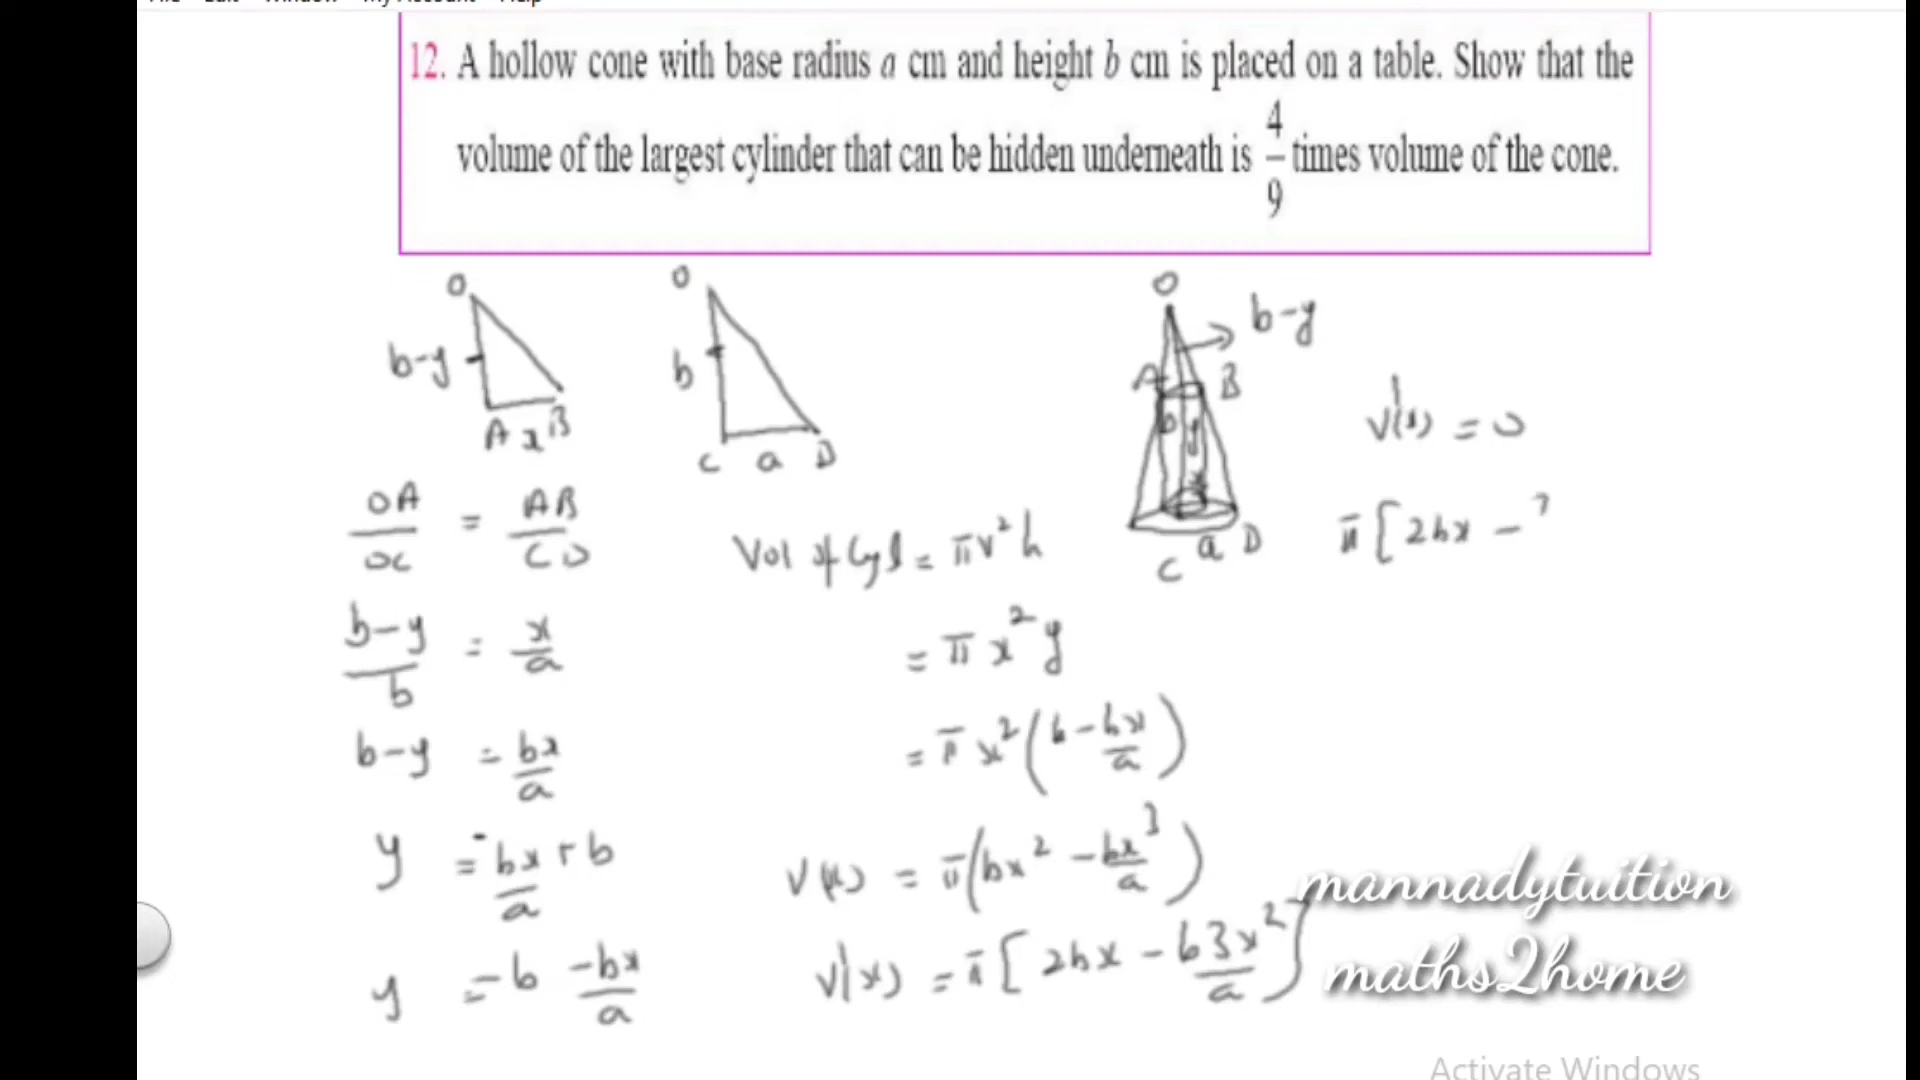 12. A hollow cone with base radius a cm and height b cm is placed on a table. Show that the
volume of the largest cylinder that can be hidden underneath is 4/9 times volume of the cone.
O
b-y
A x B
O
b
C a D
O
b-y
A B
b y
x
C a D
OA/OC = AB/CD
b-y/b = x/a
b-y = bx/a
y = -bx/a + b
y = b -bx/a
Vol of Cyl = πr²h
= πx²y
= πx²(b - bx/a)
V(x) = π(bx² - bx³/a)
V'(x) = π[2bx - b3x²/a]
V'(x) = 0
π[2bx -
mannadytuition
maths2home
Activate Windows